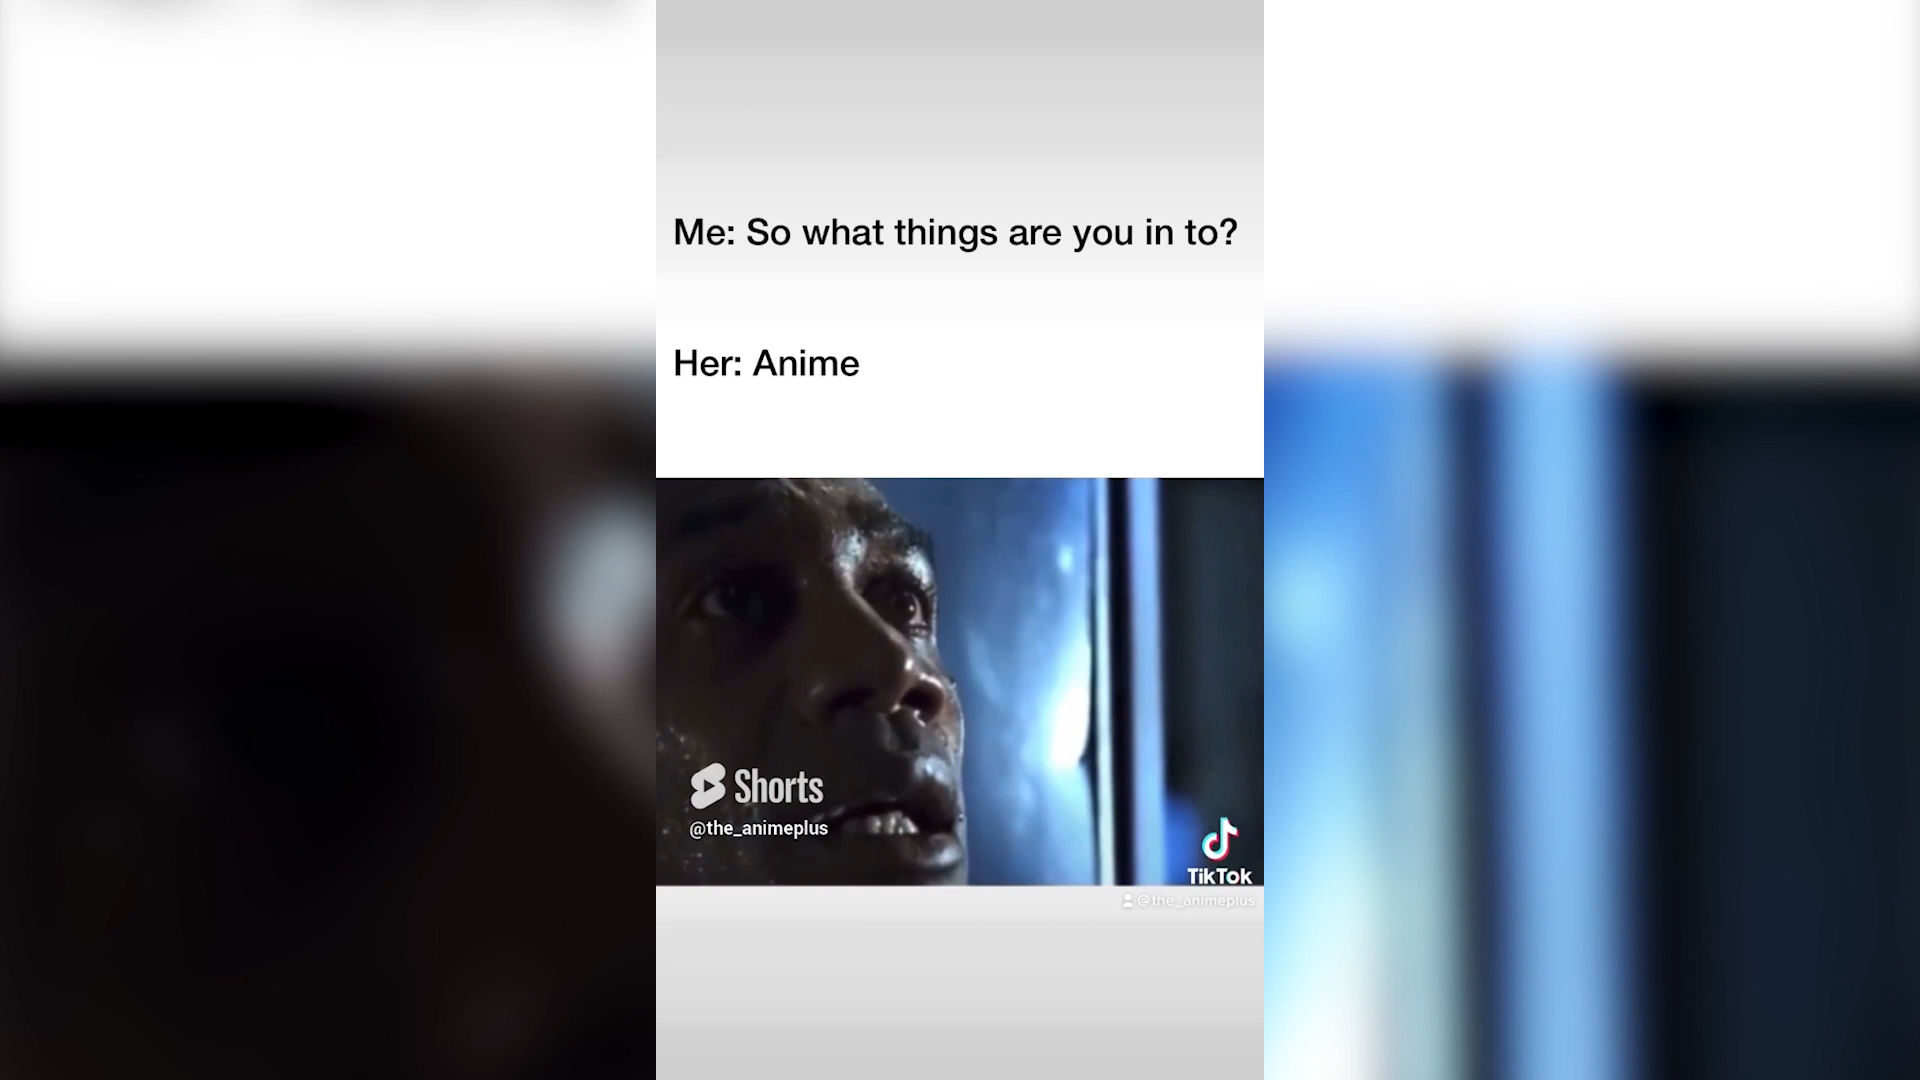 Me: So what things are you in to?
Her: Anime
Shorts
@the_animeplus
TikTok
@the_animeplus